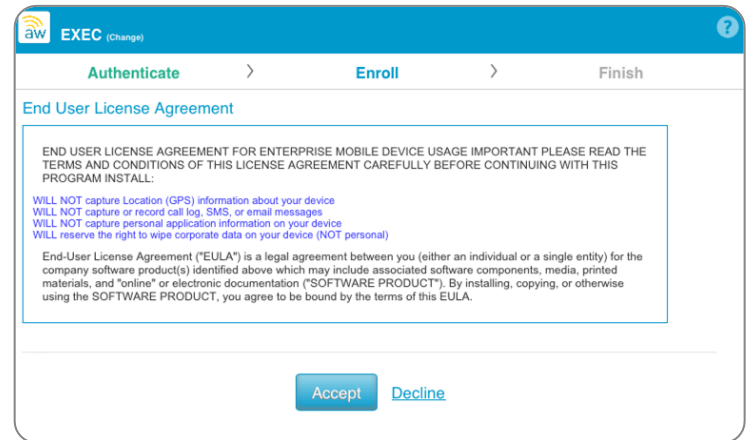 aw EXEC (Change) ?
Authenticate > Enroll > Finish
End User License Agreement
END USER LICENSE AGREEMENT FOR ENTERPRISE MOBILE DEVICE USAGE IMPORTANT PLEASE READ THE
TERMS AND CONDITIONS OF THIS LICENSE AGREEMENT CAREFULLY BEFORE CONTINUING WITH THIS
PROGRAM INSTALL:
WILL NOT capture Location (GPS) information about your device
WILL NOT capture or record call log, SMS, or email messages
WILL NOT capture personal application information on your device
WILL reserve the right to wipe corporate data on your device (NOT personal)
End-User License Agreement ("EULA") is a legal agreement between you (either an individual or a single entity) for the
company software product(s) identified above which may include associated software components, media, printed
materials, and "online" or electronic documentation ("SOFTWARE PRODUCT"). By installing, copying, or otherwise
using the SOFTWARE PRODUCT, you agree to be bound by the terms of this EULA.
Accept Decline